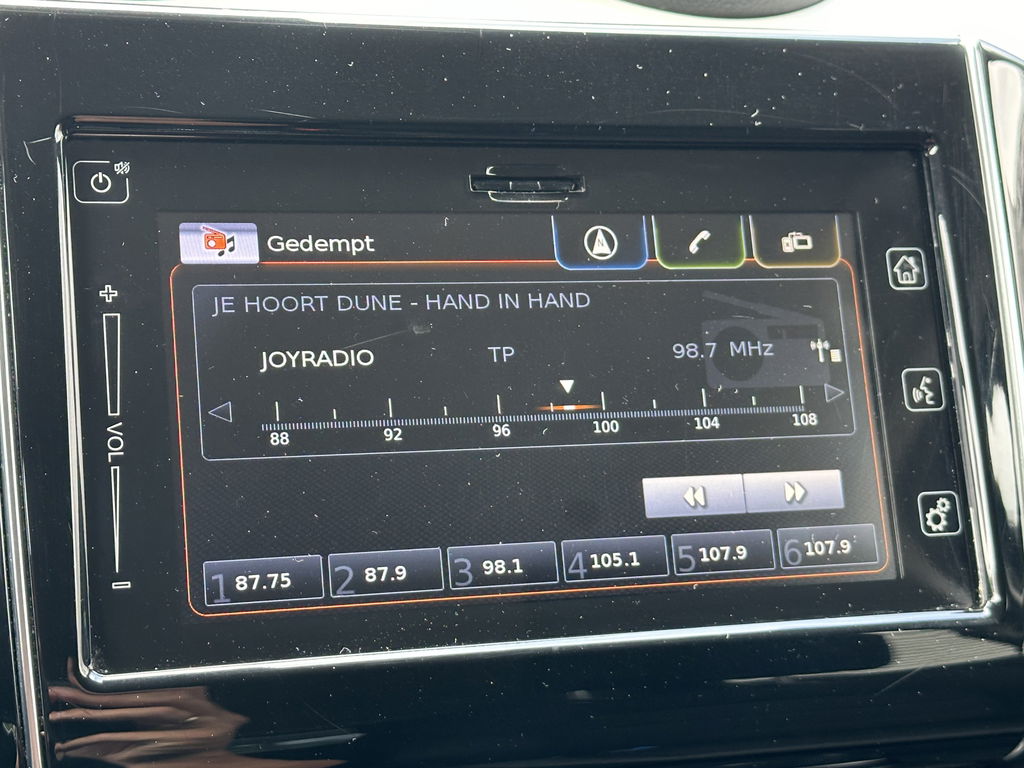 Gedempt
JE HOORT DUNE - HAND IN HAND
JOYRADIO TP 98.7 MHz
88 92 96 100 104 108
+
VOL
-
1 87.75 2 87.9 3 98.1 4 105.1 5 107.9 6 107.9